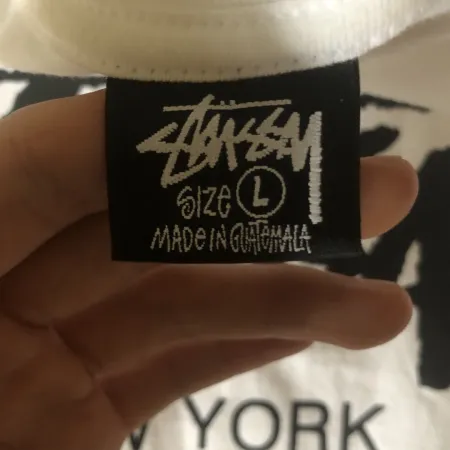 STÜSSY
SIZE L
MADE IN GUATEMALA
W YORK